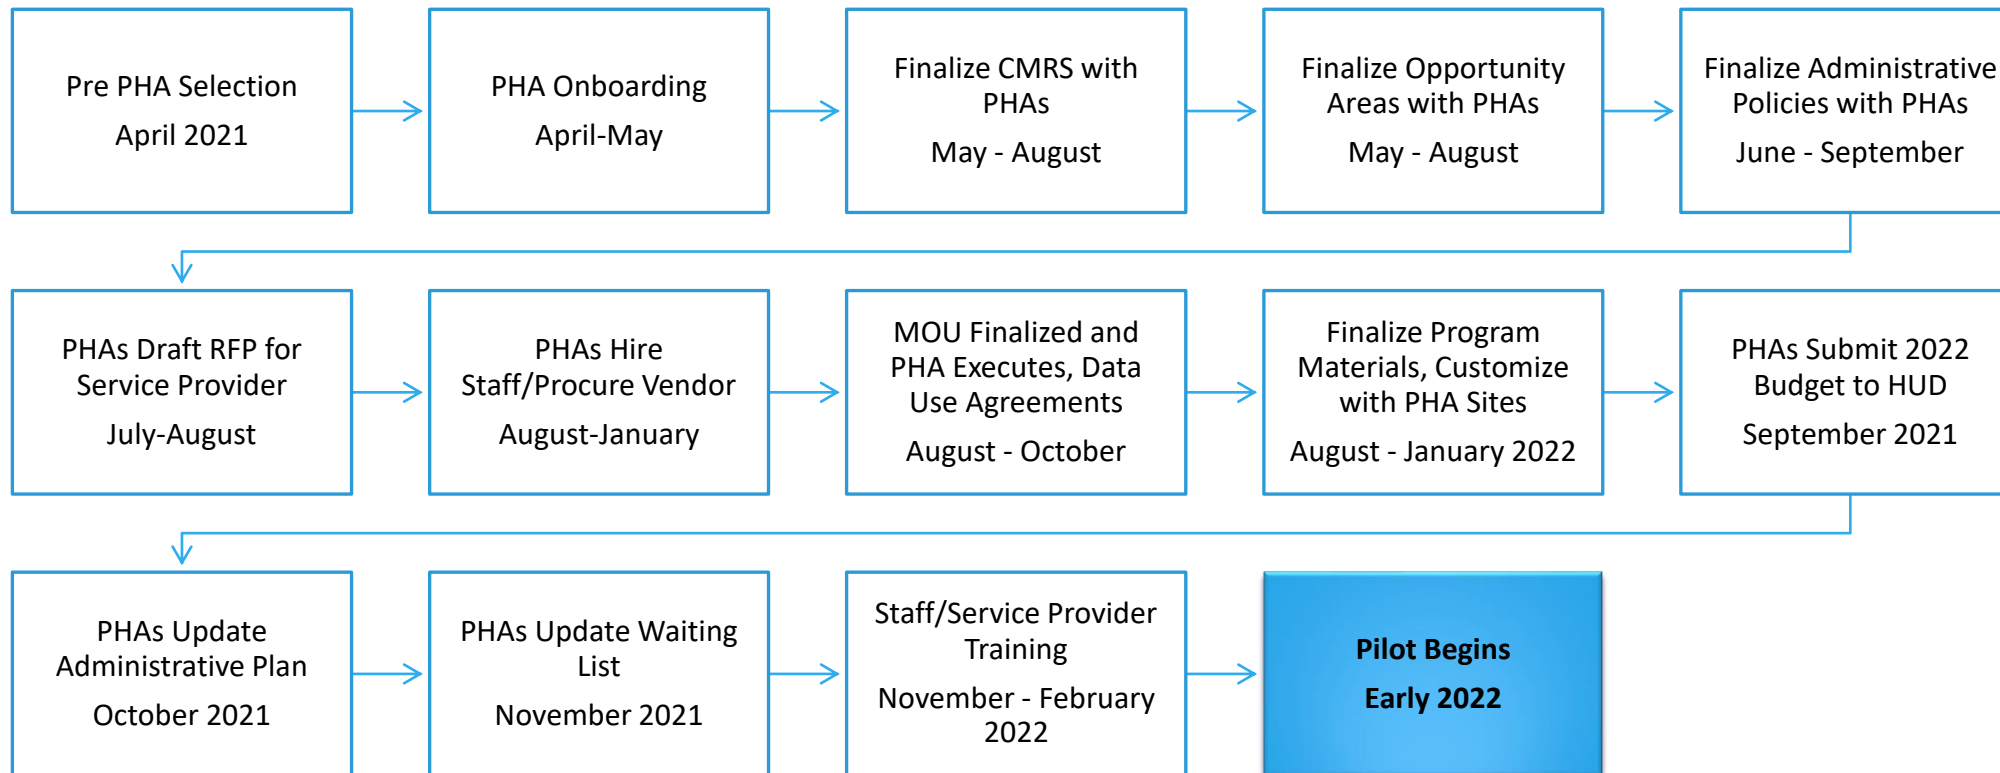 Pre PHA Selection
April 2021
PHA Onboarding
April-May
Finalize CMRS with
PHAs
May - August
Finalize Opportunity
Areas with PHAs
May - August
Finalize Administrative
Policies with PHAs
June - September
PHAs Draft RFP for
Service Provider
July-August
PHAs Hire
Staff/Procure Vendor
August-January
MOU Finalized and
PHA Executes, Data
Use Agreements
August - October
Finalize Program
Materials, Customize
with PHA Sites
August - January 2022
PHAs Submit 2022
Budget to HUD
September 2021
PHAs Update
Administrative Plan
October 2021
PHAs Update Waiting
List
November 2021
Staff/Service Provider
Training
November - February
2022
Pilot Begins
Early 2022